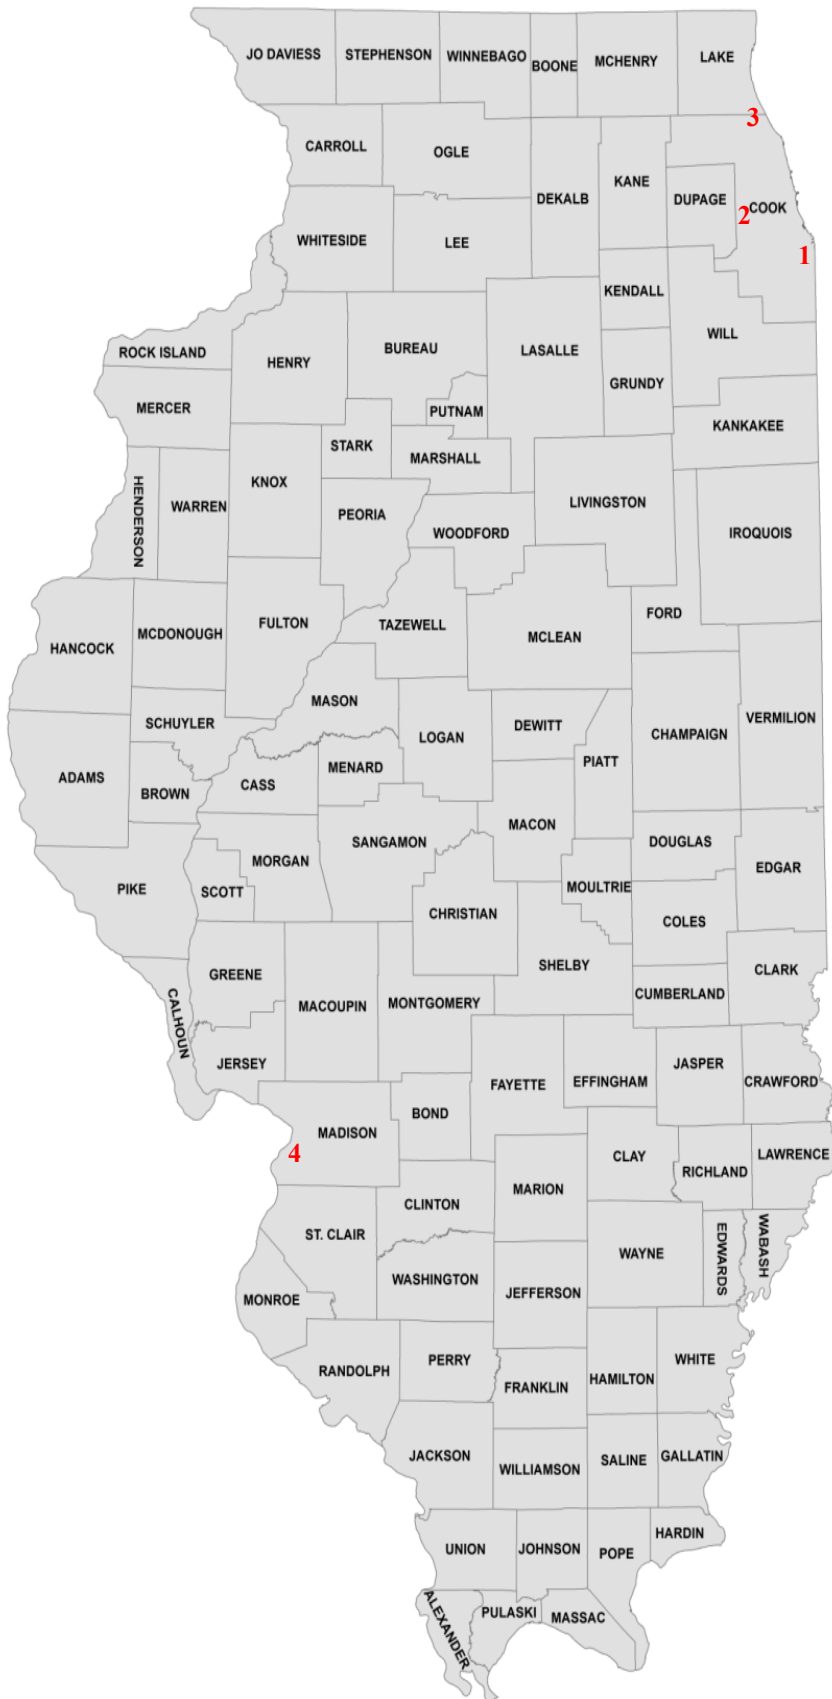 JO DAVIESS STEPHENSON WINNEBAGO BOONE MCHENRY LAKE
3
CARROLL OGLE
DEKALB KANE DUPAGE 2 COOK
WHITESIDE LEE
1
KENDALL
ROCK ISLAND HENRY BUREAU LASALLE WILL
GRUNDY
MERCER PUTNAM KANKAKEE
STARK MARSHALL
HENDERSON WARREN KNOX PEORIA LIVINGSTON
WOODFORD IROQUOIS
HANCOCK MCDONOUGH FULTON TAZEWELL MCLEAN FORD
SCHUYLER MASON LOGAN DEWITT CHAMPAIGN VERMILION
ADAMS BROWN CASS MENARD PIATT
MACON
SANGAMON DOUGLAS
PIKE SCOTT MORGAN MOULTRIE EDGAR
CHRISTIAN COLES
GREENE SHELBY CLARK
CALHOUN MACOUPIN MONTGOMERY CUMBERLAND
JERSEY FAYETTE EFFINGHAM JASPER CRAWFORD
MADISON BOND
4 CLAY RICHLAND LAWRENCE
CLINTON MARION
ST. CLAIR WAYNE EDWARDS WABASH
WASHINGTON JEFFERSON
MONROE
RANDOLPH PERRY FRANKLIN HAMILTON WHITE
JACKSON WILLIAMSON SALINE GALLATIN
UNION JOHNSON POPE HARDIN
ALEXANDER PULASKI MASSAC